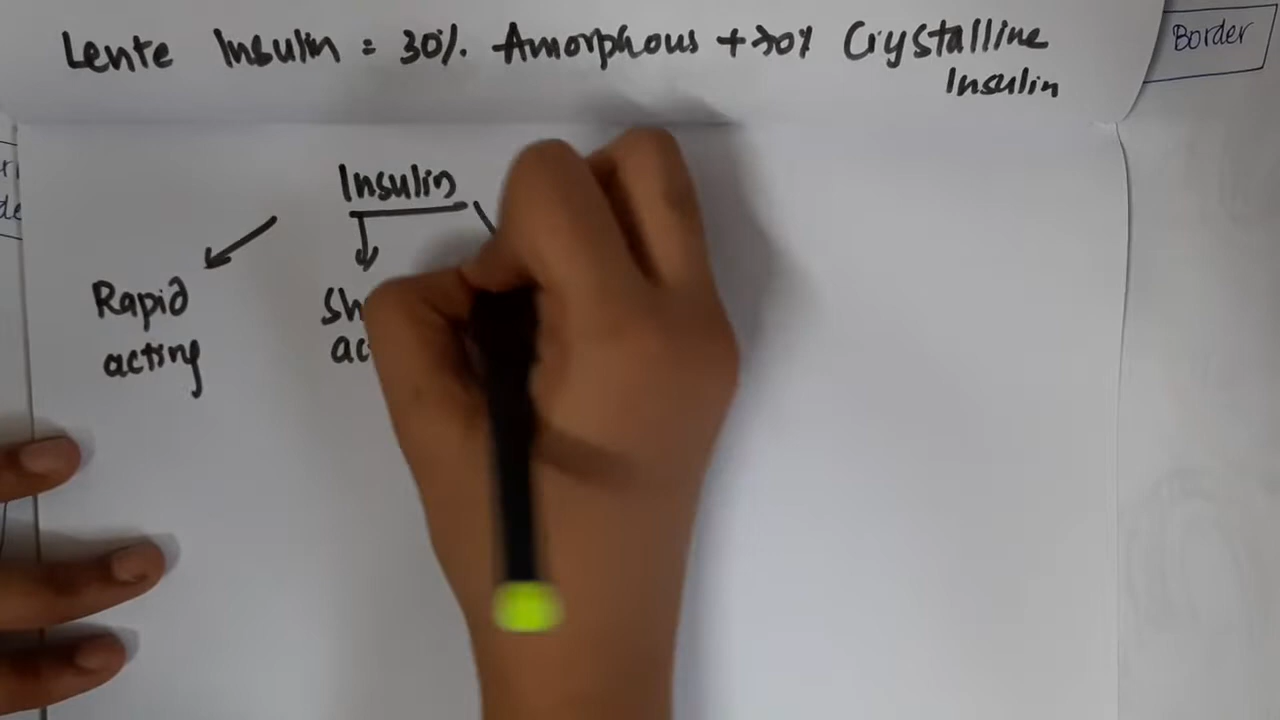 Lente Insulin = 30%. Amorphous + 70% Crystalline
Insulin
Border
Insulin
Rapid
acting